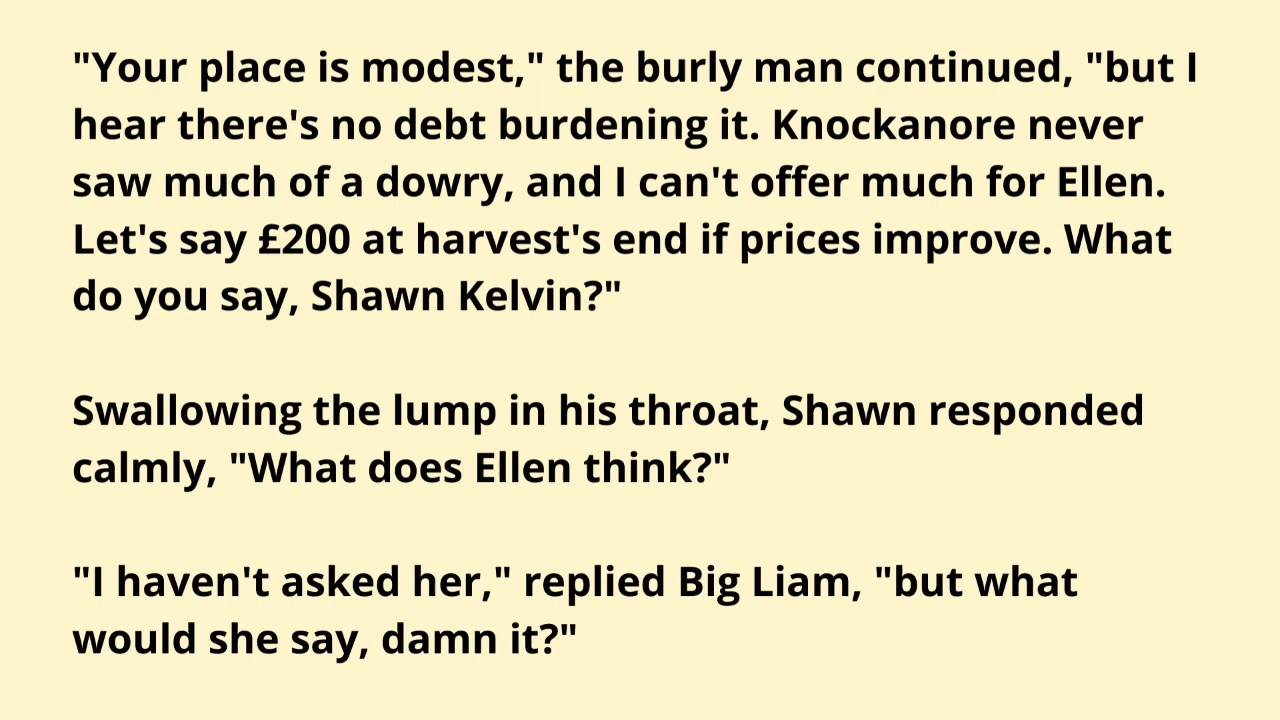 "Your place is modest," the burly man continued, "but I
hear there's no debt burdening it. Knockanore never
saw much of a dowry, and I can't offer much for Ellen.
Let's say £200 at harvest's end if prices improve. What
do you say, Shawn Kelvin?"
Swallowing the lump in his throat, Shawn responded
calmly, "What does Ellen think?"
"I haven't asked her," replied Big Liam, "but what
would she say, damn it?"